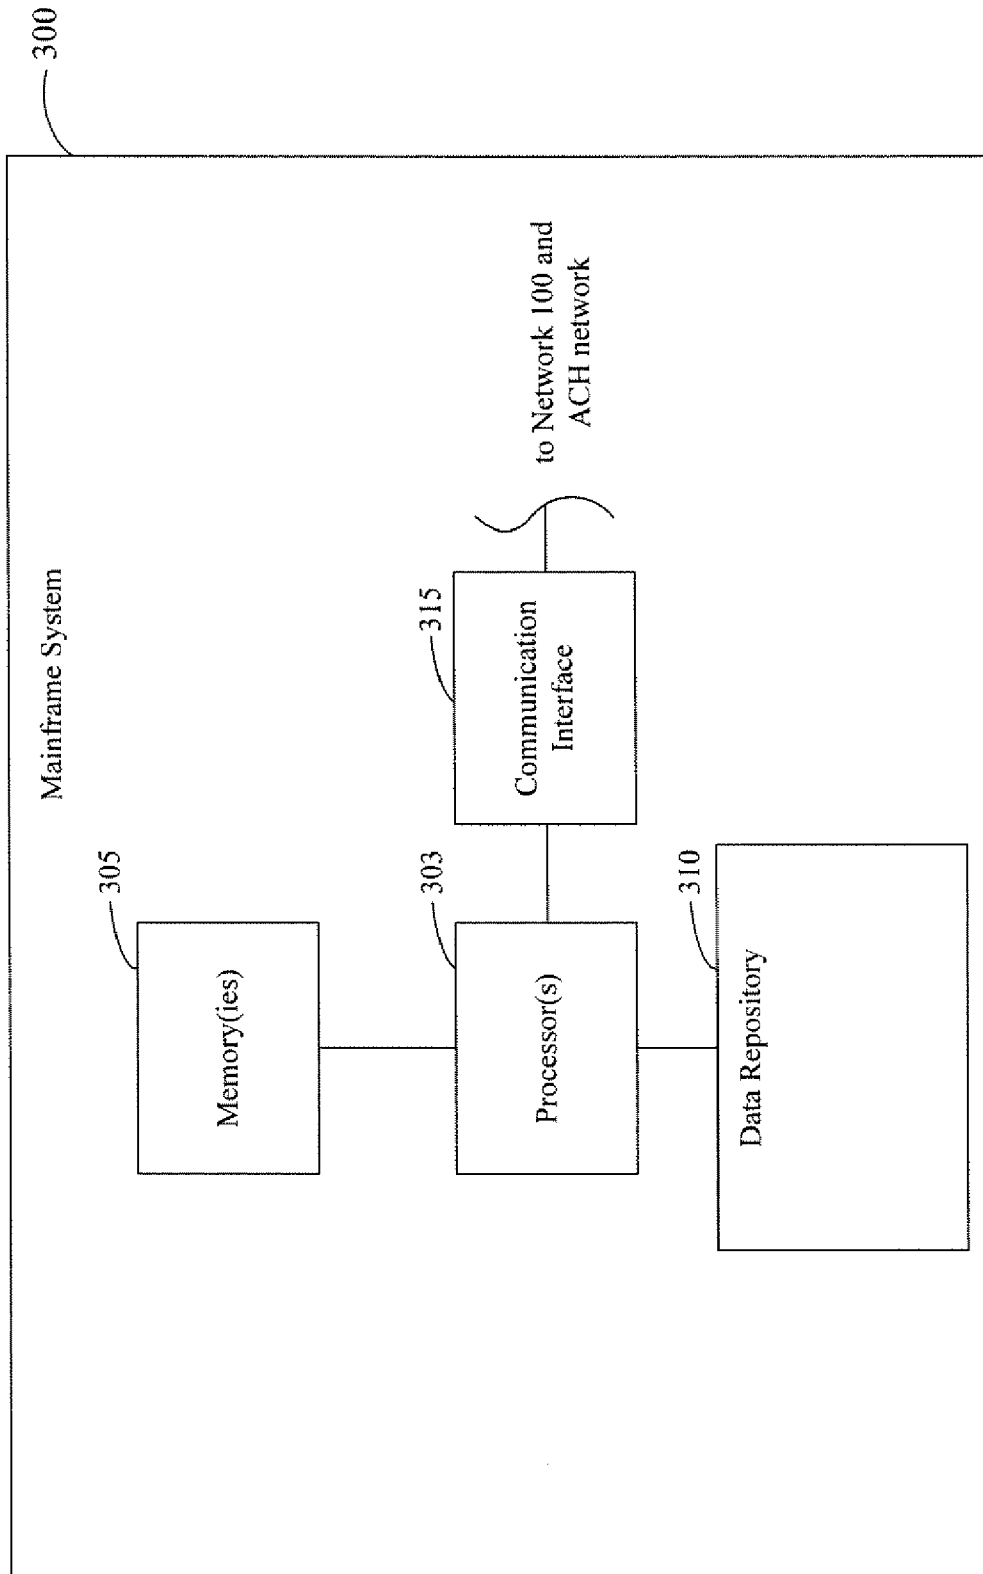 300
Mainframe System
305
Memory(ies)
303
Processor(s)
315
Communication
Interface
to Network 100 and
ACH network
310
Data Repository